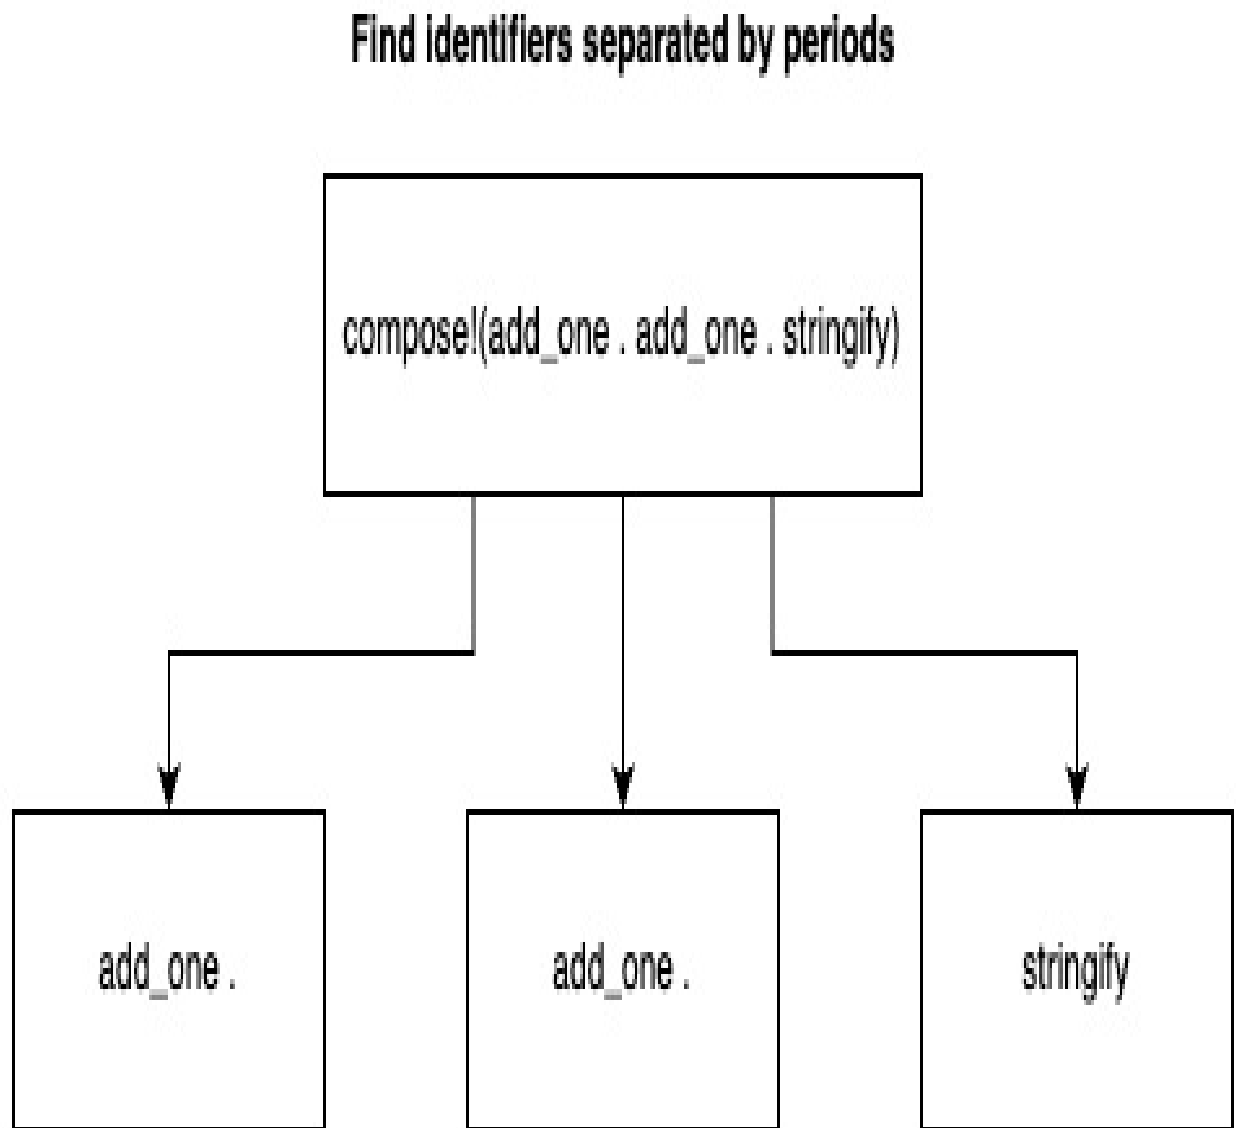 Find identifiers separated by periods
compose!(add_one . add_one . stringify)
add_one .
add_one .
stringify